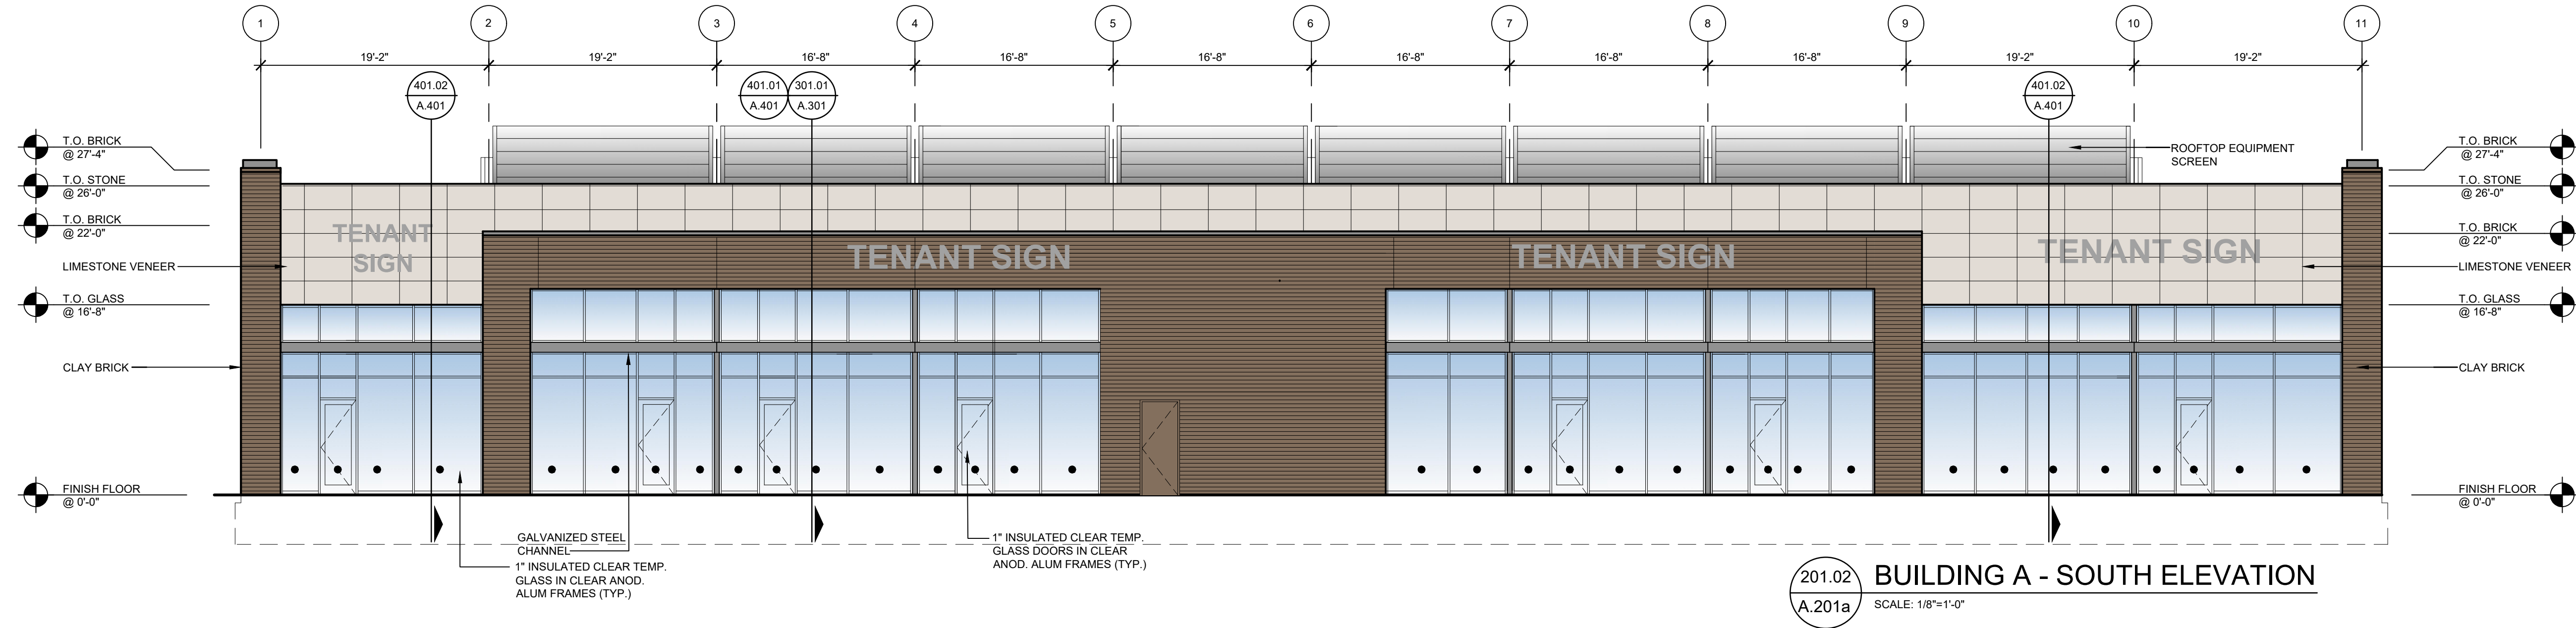 1 2 3 4 5 6 7 8 9 10 11
19'-2" 19'-2" 16'-8" 16'-8" 16'-8" 16'-8" 16'-8" 16'-8" 19'-2" 19'-2"
401.02
A.401
401.01
A.401
301.01
A.301
401.02
A.401
T.O. BRICK
@ 27'-4"
T.O. STONE
@ 26'-0"
T.O. BRICK
@ 22'-0"
LIMESTONE VENEER
T.O. GLASS
@ 16'-8"
CLAY BRICK
FINISH FLOOR
@ 0'-0"
TENANT
SIGN
TENANT SIGN
TENANT SIGN
TENANT SIGN
ROOFTOP EQUIPMENT
SCREEN
T.O. BRICK
@ 27'-4"
T.O. STONE
@ 26'-0"
T.O. BRICK
@ 22'-0"
LIMESTONE VENEER
T.O. GLASS
@ 16'-8"
CLAY BRICK
FINISH FLOOR
@ 0'-0"
GALVANIZED STEEL
CHANNEL
1" INSULATED CLEAR TEMP.
GLASS IN CLEAR ANOD.
ALUM FRAMES (TYP.)
1" INSULATED CLEAR TEMP.
GLASS DOORS IN CLEAR
ANOD. ALUM FRAMES (TYP.)
201.02
A.201a
BUILDING A - SOUTH ELEVATION
SCALE: 1/8"=1'-0"